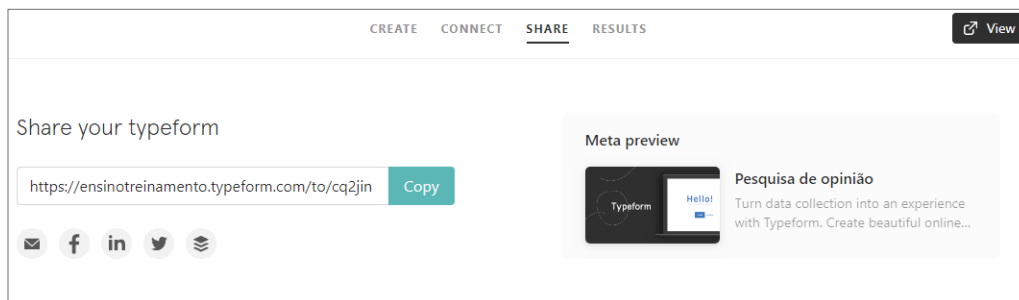 CREATE CONNECT SHARE RESULTS
View
Share your typeform
https://ensinotreinamento.typeform.com/to/cq2jin
Copy
Meta preview
Typeform
Hello!
Pesquisa de opinião
Turn data collection into an experience
with Typeform. Create beautiful online...